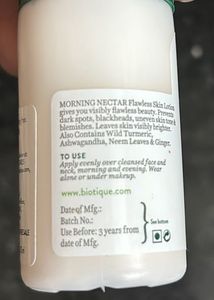 MORNING NECTAR Flawless Skin Lotion
gives you visibly flawless beauty. Prevents
dark spots, blackheads, uneven skin tone &
blemishes. Leaves skin visibly brighter.
Also Contains Wild Turmeric,
Ashwagandha, Neem Leaves & Ginger.
TO USE
Apply evenly over cleansed face and
neck, morning and evening. Wear
alone or under makeup.
www.biotique.com
Date of Mfg.:
Batch No.:
Use Before: 3 years from
date of Mfg.
See bottom